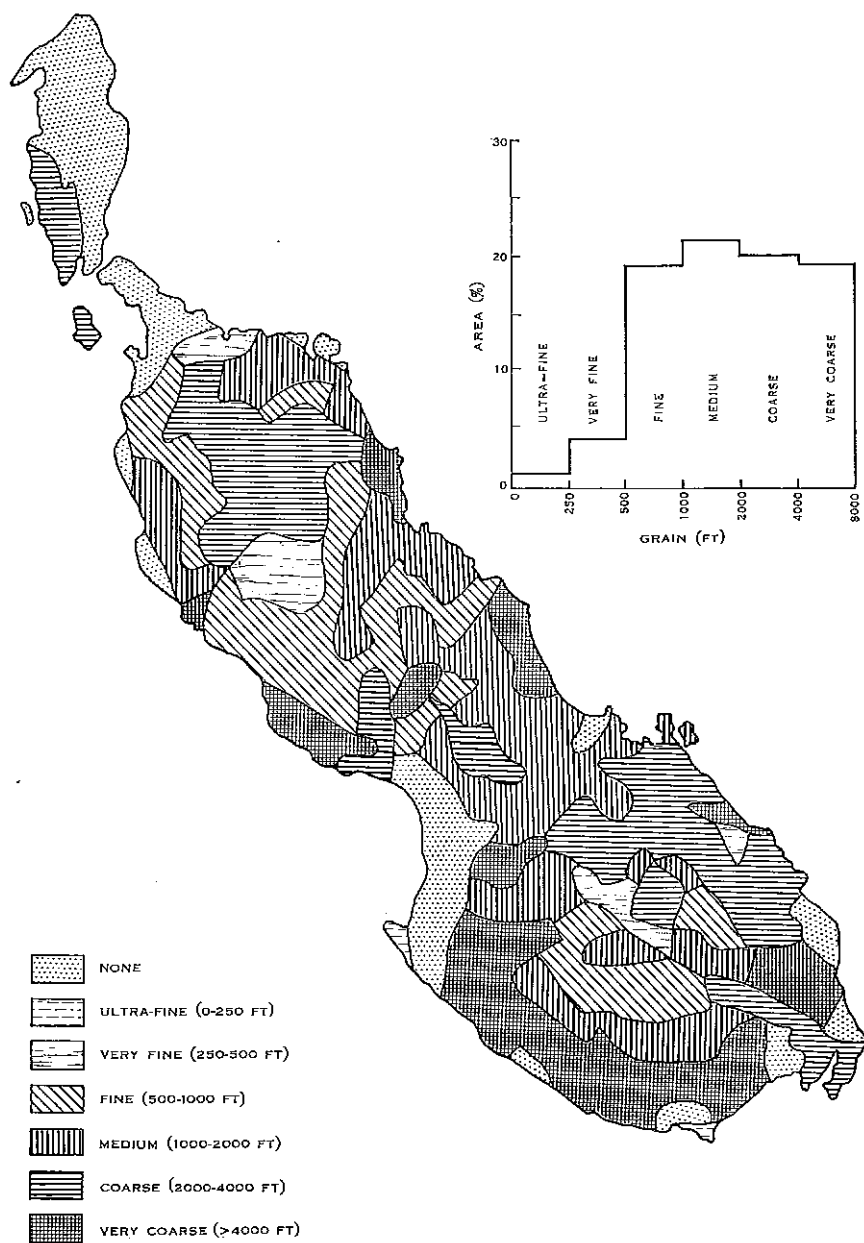 30
20
10
0
AREA (%)
ULTRA-FINE
VERY FINE
FINE
MEDIUM
COARSE
VERY COARSE
0
250
500
1000
2000
4000
8000
GRAIN (FT)
NONE
ULTRA-FINE (0-250 FT)
VERY FINE (250-500 FT)
FINE (500-1000 FT)
MEDIUM (1000-2000 FT)
COARSE (2000-4000 FT)
VERY COARSE (>4000 FT)